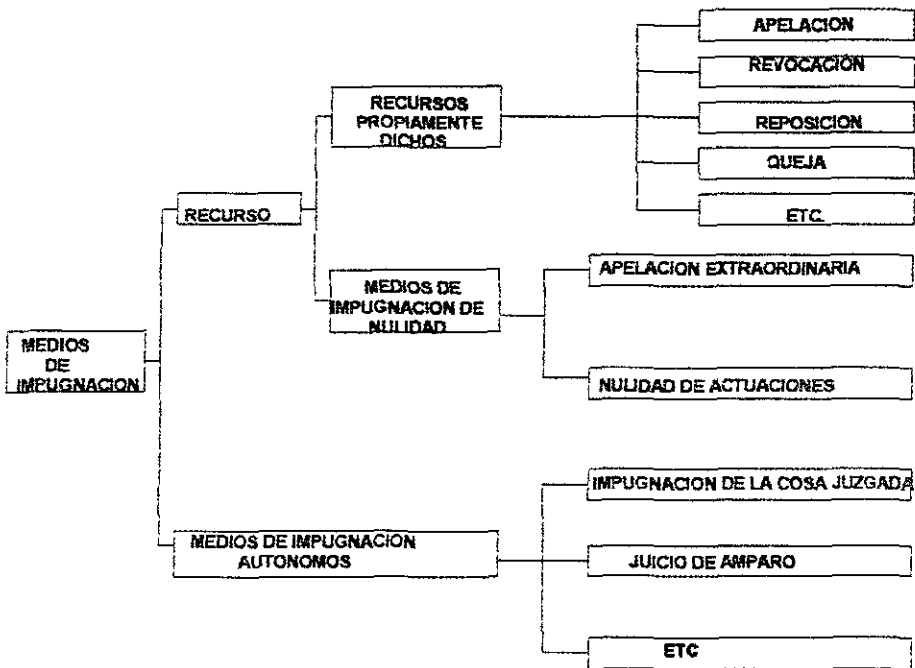 APELACION
REVOCACIÓN
RECURSOS
PROPIAMENTE
DICHOS
REPOSICION
QUEJA
RECURSO
ETC.
MEDIOS DE
IMPUGNACION DE
NULIDAD
APELACION EXTRAORDINARIA
MEDIOS
DE
IMPUGNACION
NULIDAD DE ACTUACIONES
IMPUGNACION DE LA COSA JUZGADA
MEDIOS DE IMPUGNACION
AUTONOMOS
JUICIO DE AMPARO
ETC